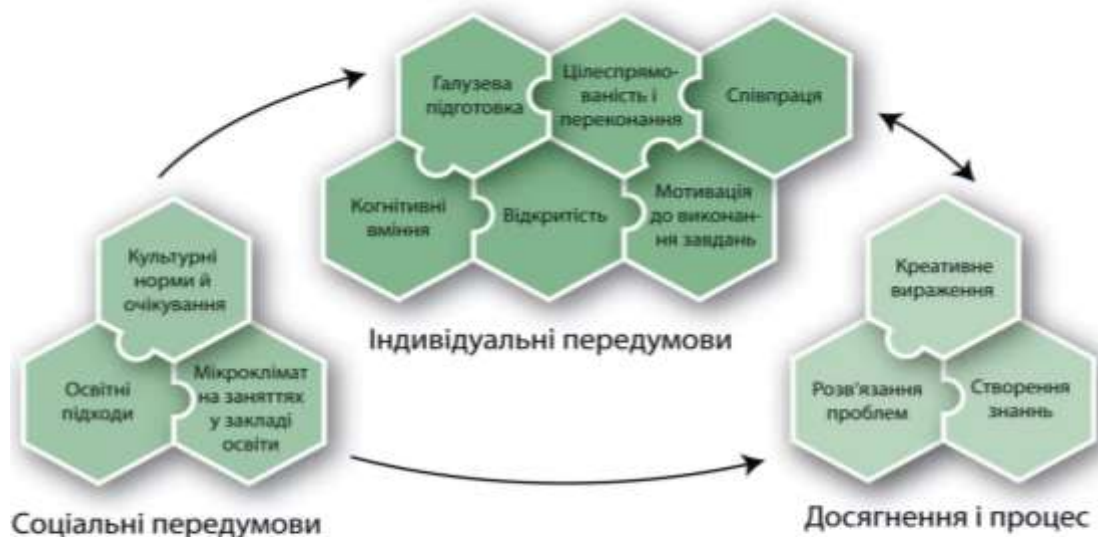 Галузева
підготовка
Цілеспрямо-
ваність і
переконання
Співпраця
Когнітивні
вміння
Відкритість
Мотивація
до виконан-
ня завдань
Індивідуальні передумови
Культурні
норми й
очікування
Освітні
підходи
Мікроклімат
на заняттях
у закладі
освіти
Соціальні передумови
Креативне
вираження
Розв'язання
проблем
Створення
знаннь
Досягнення і процес